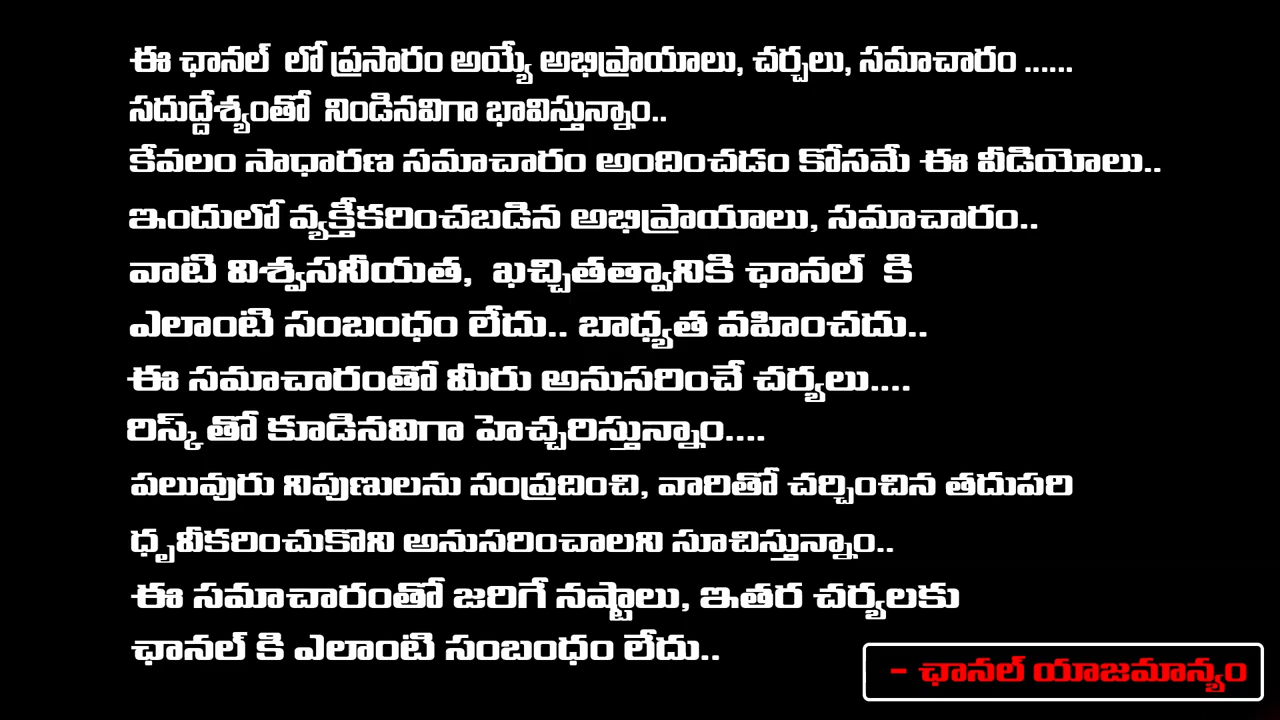 ఈ ఛానల్ లో ప్రసారం అయ్యే అభిప్రాయాలు, చర్చలు, సమాచారం ......
సదుద్దేశ్యంతో నిండినవిగా భావిస్తున్నాం..
కేవలం సాధారణ సమాచారం అందించడం కోసమే ఈ వీడియోలు..
ఇందులో వ్యక్తీకరించబడిన అభిప్రాయాలు, సమాచారం..
వాటి విశ్వసనీయత, ఖచ్చితత్వానికి ఛానల్ కి
ఎలాంటి సంబంధం లేదు.. బాధ్యత వహించదు..
ఈ సమాచారంతో మీరు అనుసరించే చర్యలు....
రిస్క్ తో కూడినవిగా హెచ్చరిస్తున్నాం....
పలువురు నిపుణులను సంప్రదించి, వారితో చర్చించిన తదుపరి
ధృవీకరించుకొని అనుసరించాలని సూచిస్తున్నాం..
ఈ సమాచారంతో జరిగే నష్టాలు, ఇతర చర్యలకు
ఛానల్ కి ఎలాంటి సంబంధం లేదు..
- ఛానల్ యాజమాన్యం